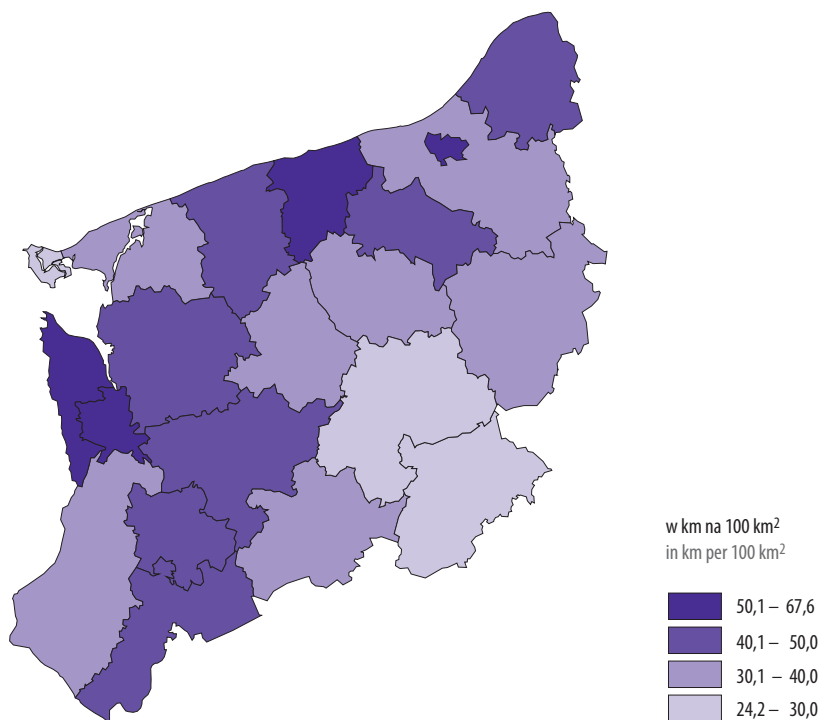 w km na 100 km²
in km per 100 km²
50,1 – 67,6
40,1 – 50,0
30,1 – 40,0
24,2 – 30,0